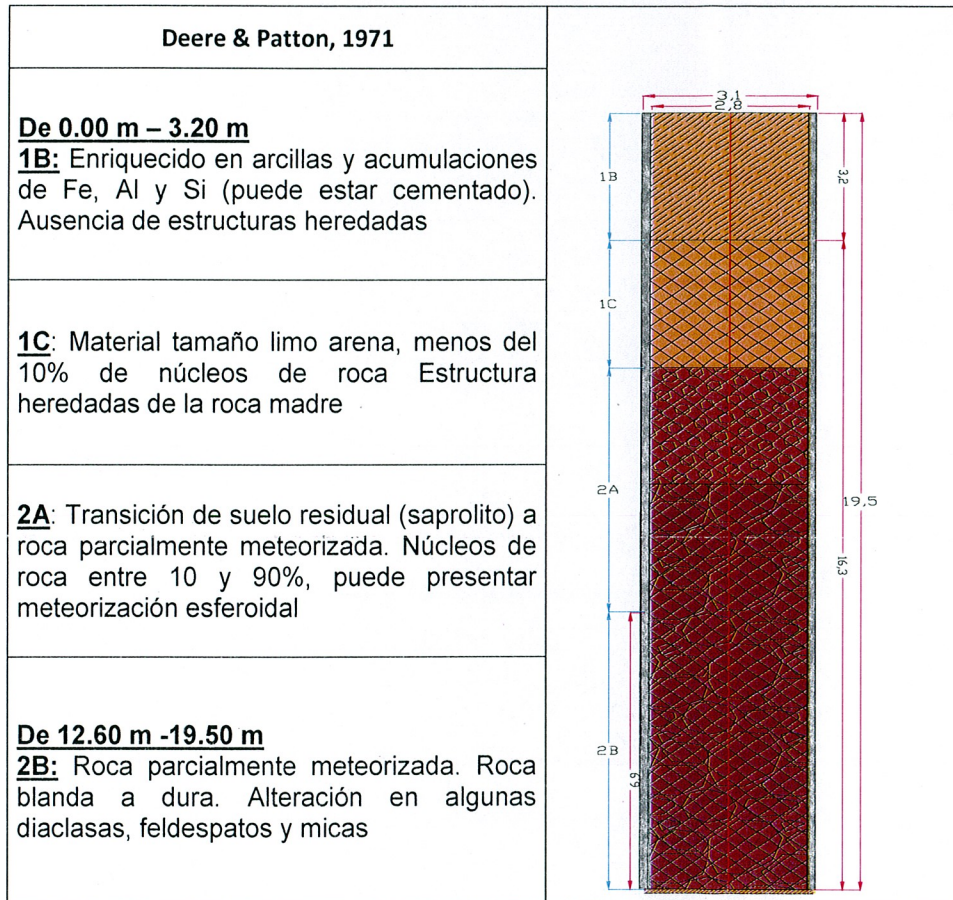 Deere & Patton, 1971
De 0.00 m – 3.20 m
1B: Enriquecido en arcillas y acumulaciones
de Fe, Al y Si (puede estar cementado).
Ausencia de estructuras heredadas
1C: Material tamaño limo arena, menos del
10% de núcleos de roca Estructura
heredadas de la roca madre
2A: Transición de suelo residual (saprolito) a
roca parcialmente meteorizada. Núcleos de
roca entre 10 y 90%, puede presentar
meteorización esferoidal
De 12.60 m -19.50 m
2B: Roca parcialmente meteorizada. Roca
blanda a dura. Alteración en algunas
diaclasas, feldespatos y micas
3,1
2,8
1B
3,2
1C
2A
19,5
16,3
2B
6,9